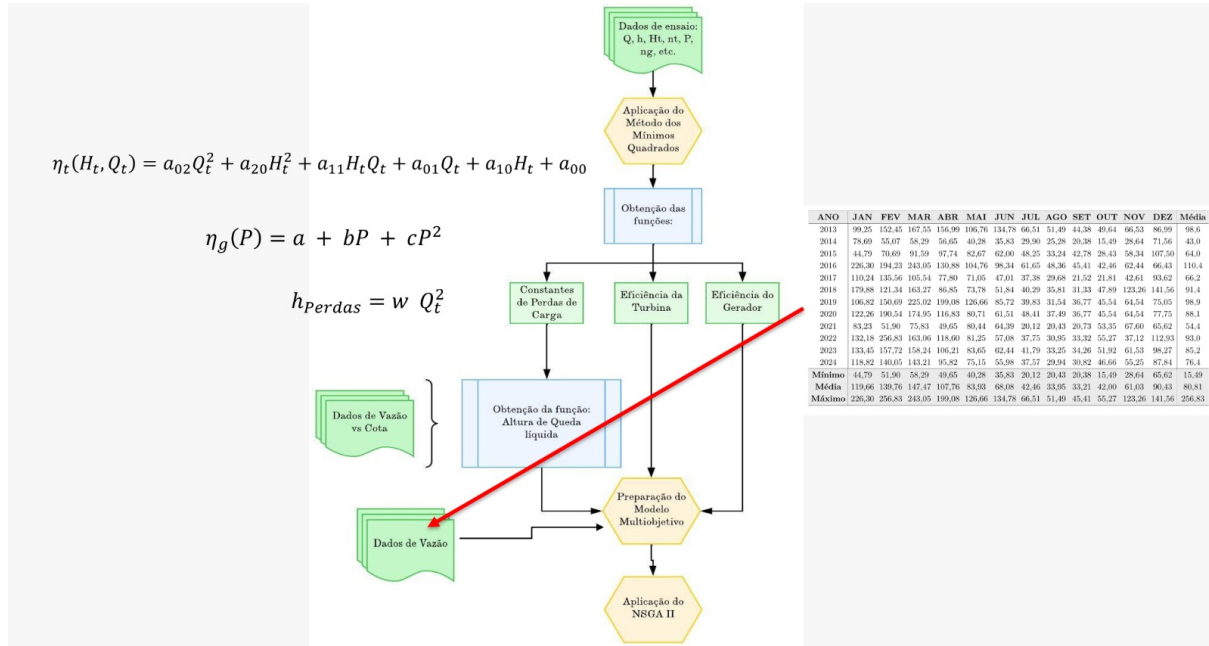 Dados de ensaio:
Q, h, Ht, nt, P,
ng, etc.
Aplicação do
Método dos
Mínimos
Quadrados
η_t(H_t, Q_t) = a_02 Q_t^2 + a_20 H_t^2 + a_11 H_t Q_t + a_01 Q_t + a_10 H_t + a_00
Obtenção das
funções:
η_g(P) = a + bP + cP^2
h_Perdas = w Q_t^2
Constantes
de Perdas de
Carga
Eficiência da
Turbina
Eficiência do
Gerador
Dados de Vazão
vs Cota
Obtenção da função:
Altura de Queda
líquida
Dados de Vazão
Preparação do
Modelo
Multiobjetivo
Aplicação do
NSGA II
ANO JAN FEV MAR ABR MAI JUN JUL AGO SET OUT NOV DEZ Média
2013 99,25 152,45 167,55 156,99 106,76 134,78 66,51 51,49 44,38 49,64 66,53 86,99 98,6
2014 78,69 55,07 58,29 56,65 40,28 35,83 29,90 25,28 20,38 15,49 28,64 71,56 43,0
2015 44,79 70,69 91,59 97,74 82,67 62,00 48,25 33,24 42,78 28,43 58,34 107,50 64,0
2016 226,30 194,23 243,05 130,88 104,76 98,34 61,65 48,36 45,41 42,46 62,44 66,43 110,4
2017 110,24 135,56 105,54 77,80 71,05 47,01 37,38 29,68 21,52 21,81 42,61 93,62 66,2
2018 179,88 121,34 163,27 86,85 73,78 51,84 40,29 35,81 31,33 47,89 123,26 141,56 91,4
2019 106,82 150,69 225,02 199,08 126,66 85,72 39,83 31,54 36,77 45,54 64,54 75,05 98,9
2020 122,26 190,54 174,95 116,83 80,71 61,51 48,41 37,49 36,77 45,54 64,54 77,75 88,1
2021 83,23 51,90 75,83 49,65 80,44 64,39 20,12 20,43 20,73 53,35 67,60 65,62 54,4
2022 132,18 256,83 163,06 118,60 81,25 57,08 37,75 30,95 33,32 55,27 37,12 112,93 93,0
2023 133,45 157,72 158,24 106,21 83,65 62,44 41,79 33,25 34,26 51,92 61,53 98,27 85,2
2024 118,82 140,05 143,21 95,82 75,15 55,98 37,57 29,94 30,82 46,66 55,25 87,84 76,4
Mínimo 44,79 51,90 58,29 49,65 40,28 35,83 20,12 20,43 20,38 15,49 28,64 65,62 15,49
Média 119,66 139,76 147,47 107,76 83,93 68,08 42,46 33,95 33,21 42,00 61,03 90,43 80,81
Máximo 226,30 256,83 243,05 199,08 126,66 134,78 66,51 51,49 45,41 55,27 123,26 141,56 256,83